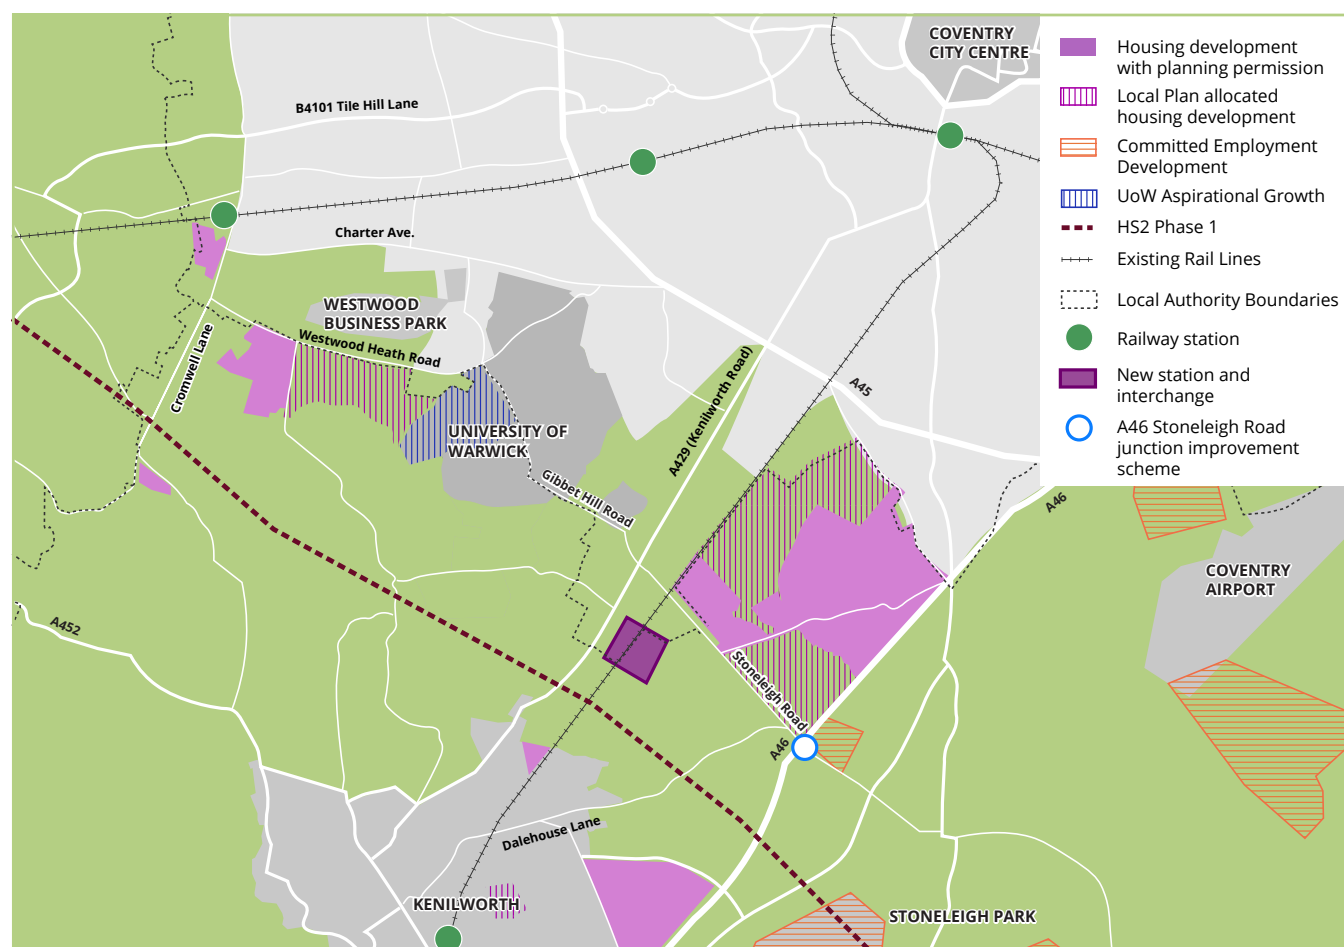 COVENTRY
CITY CENTRE
B4101 Tile Hill Lane
Charter Ave.
WESTWOOD
BUSINESS PARK
Westwood Heath Road
Cromwell Lane
UNIVERSITY OF
WARWICK
Gibbet Hill Road
A429 (Kenilworth Road)
A45
A46
COVENTRY
AIRPORT
A452
Stoneleigh Road
A46
Dalehouse Lane
KENILWORTH
STONELEIGH PARK
Housing development
with planning permission
Local Plan allocated
housing development
Committed Employment
Development
UoW Aspirational Growth
HS2 Phase 1
Existing Rail Lines
Local Authority Boundaries
Railway station
New station and
interchange
A46 Stoneleigh Road
junction improvement
scheme